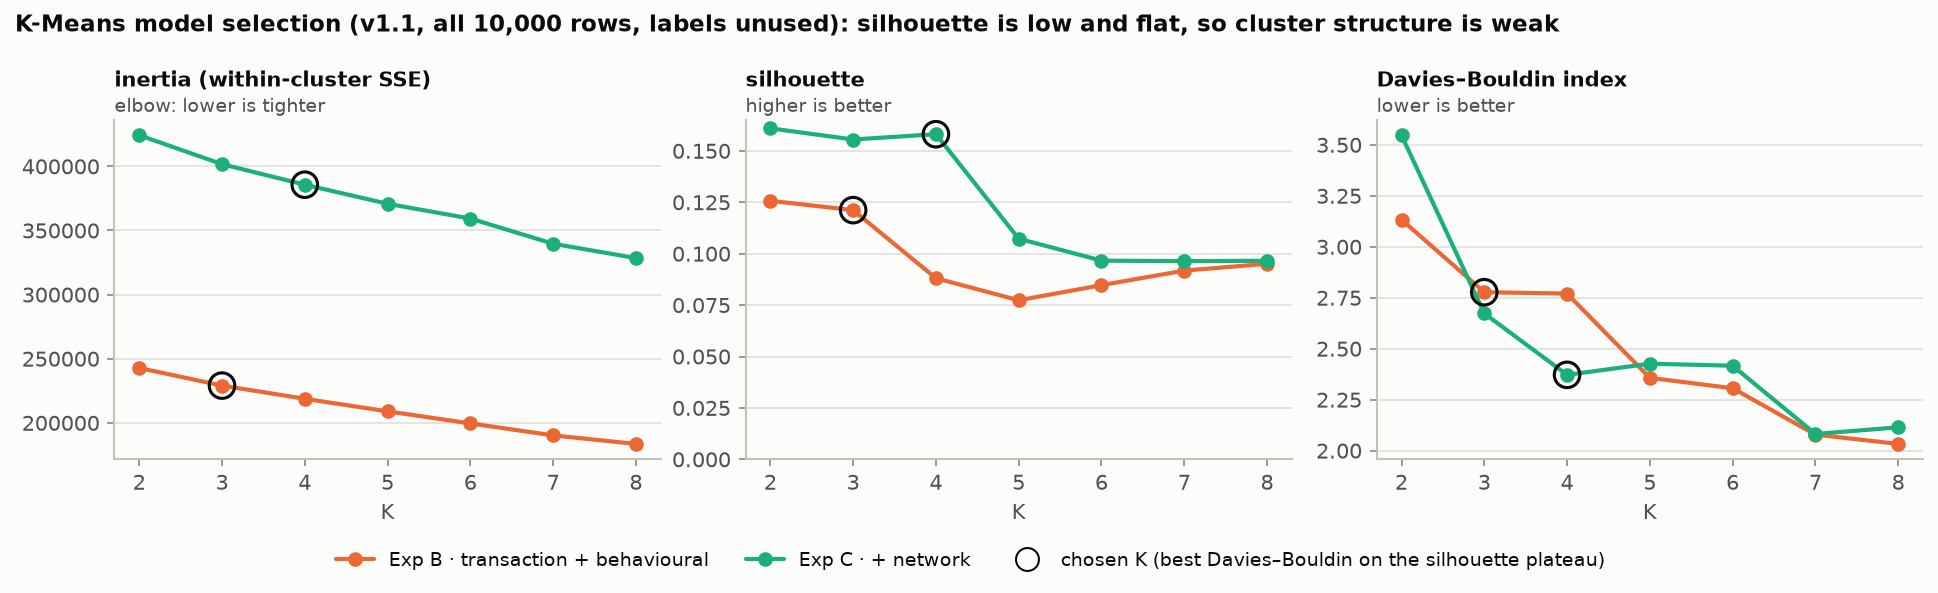 K-Means model selection (v1.1, all 10,000 rows, labels unused): silhouette is low and flat, so cluster structure is weak
inertia (within-cluster SSE)
elbow: lower is tighter
400000
350000
300000
250000
200000
2 3 4 5 6 7 8
K
silhouette
higher is better
0.150
0.125
0.100
0.075
0.050
0.025
0.000
2 3 4 5 6 7 8
K
Davies–Bouldin index
lower is better
3.50
3.25
3.00
2.75
2.50
2.25
2.00
2 3 4 5 6 7 8
K
Exp B · transaction + behavioural
Exp C · + network
chosen K (best Davies–Bouldin on the silhouette plateau)